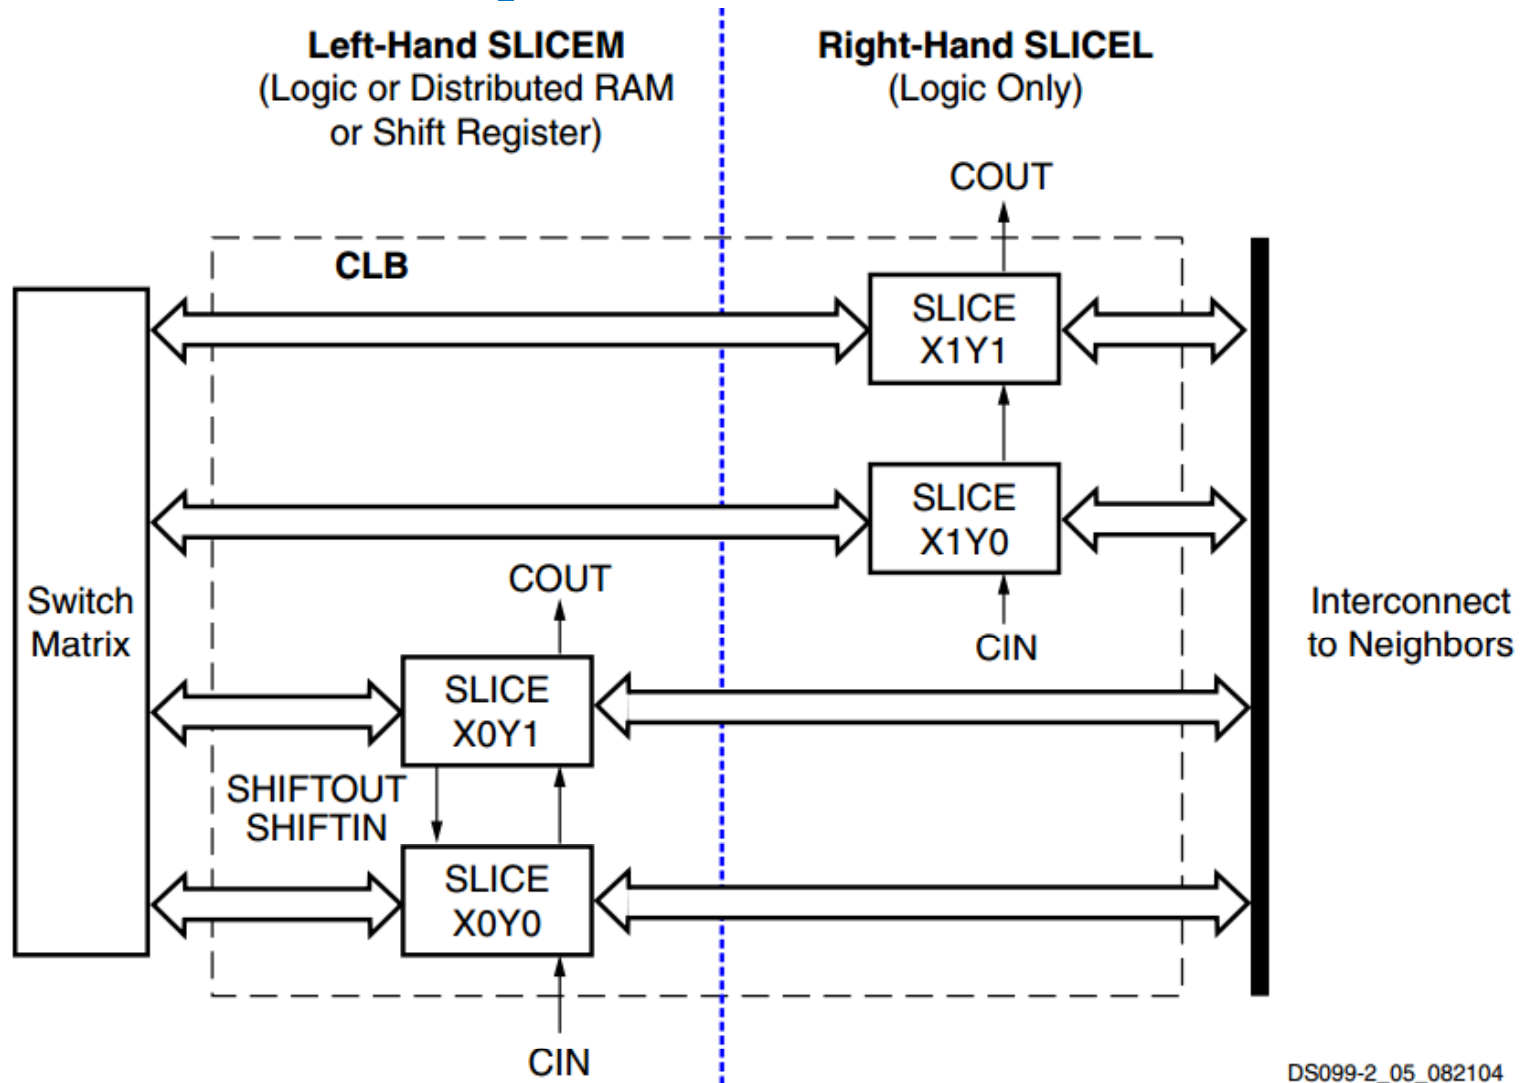 Left-Hand SLICEM
(Logic or Distributed RAM
or Shift Register)
Right-Hand SLICEL
(Logic Only)
COUT
CLB
SLICE
X1Y1
SLICE
X1Y0
CIN
COUT
Switch
Matrix
Interconnect
to Neighbors
SLICE
X0Y1
SHIFTOUT
SHIFTIN
SLICE
X0Y0
CIN
DS099-2_05_082104